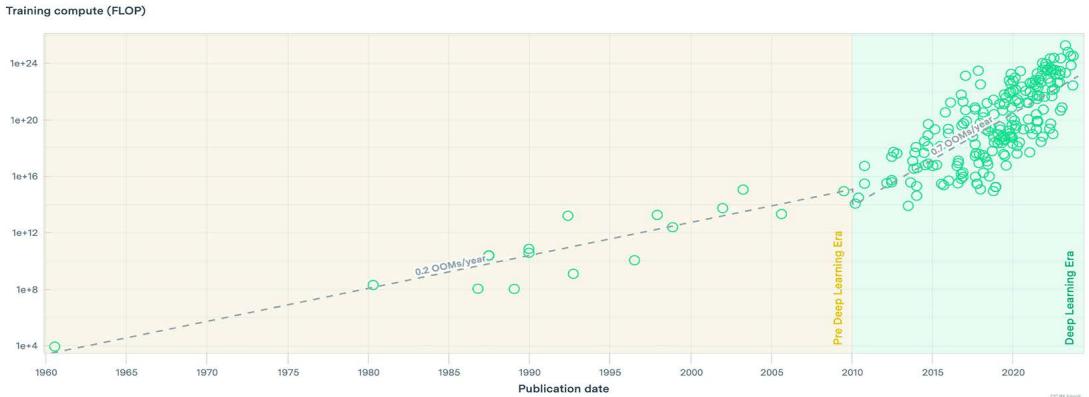 Training compute (FLOP)
1e+24
1e+20
1e+16
1e+12
1e+8
1e+4
0.2 OOMs/year
0.7 OOMs/year
Pre Deep Learning Era
Deep Learning Era
1960 1965 1970 1975 1980 1985 1990 1995 2000 2005 2010 2015 2020
Publication date